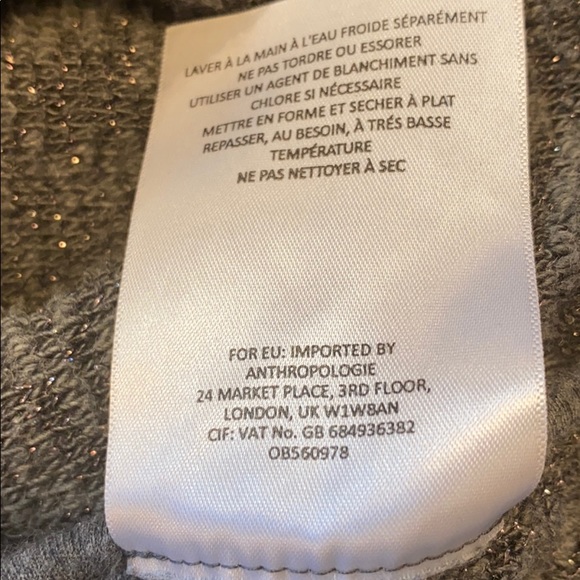 LAVER À LA MAIN À L'EAU FROIDE SÉPARÉMENT
NE PAS TORDRE OU ESSORER
UTILISER UN AGENT DE BLANCHIMENT SANS
CHLORE SI NÉCESSAIRE
METTRE EN FORME ET SECHER À PLAT
REPASSER, AU BESOIN, À TRÉS BASSE
TEMPÉRATURE
NE PAS NETTOYER À SEC
FOR EU: IMPORTED BY
ANTHROPOLOGIE
24 MARKET PLACE, 3RD FLOOR,
LONDON, UK W1W8AN
CIF: VAT No. GB 684936382
OB560978